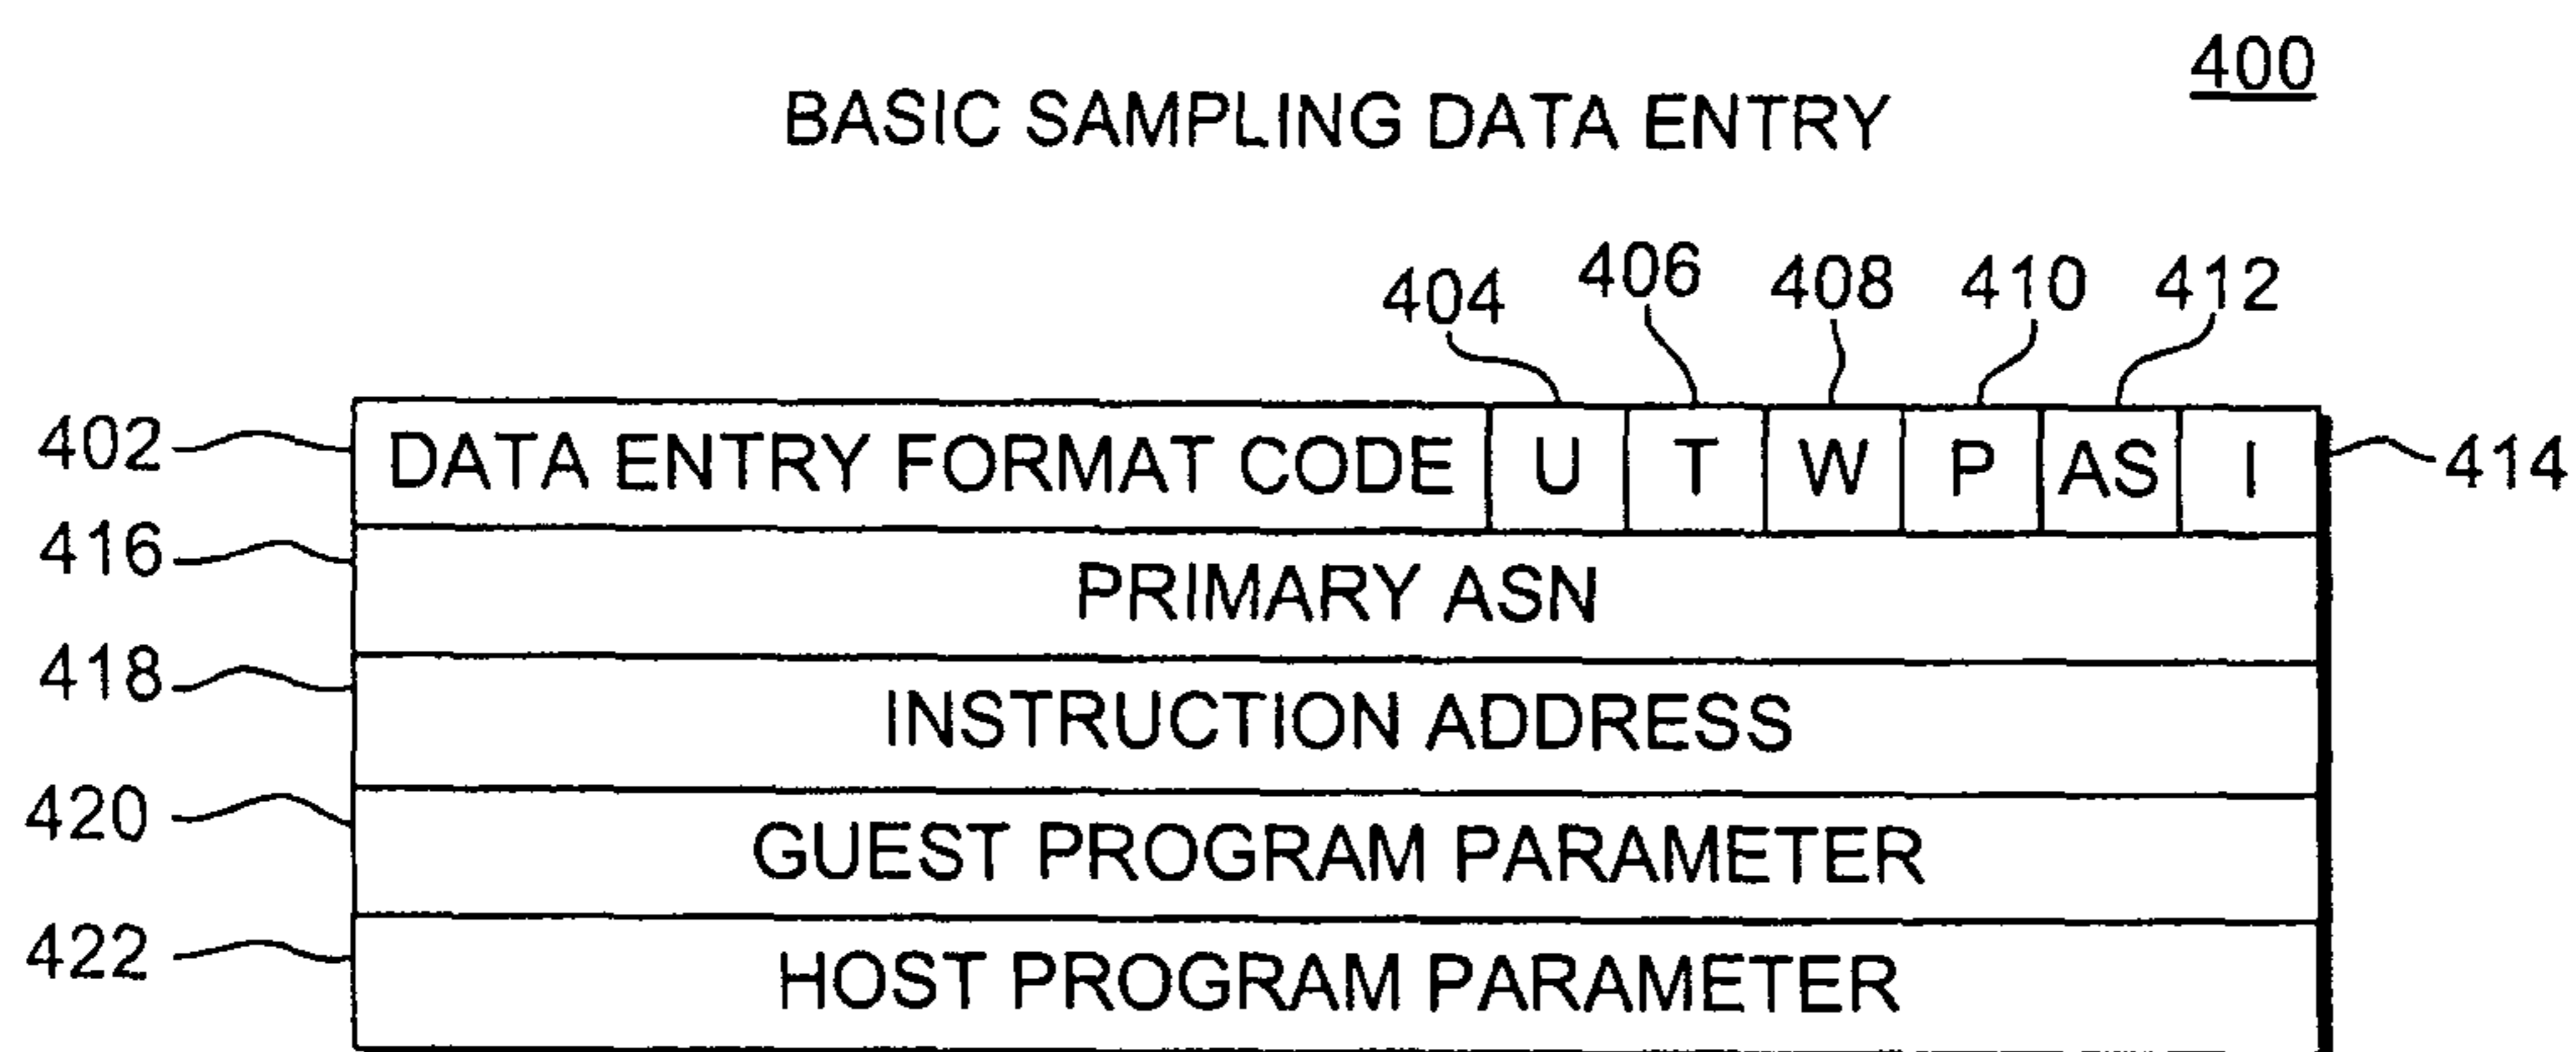 400
BASIC SAMPLING DATA ENTRY
404 406 408 410 412
402 DATA ENTRY FORMAT CODE U T W P AS I 414
416 PRIMARY ASN
418 INSTRUCTION ADDRESS
420 GUEST PROGRAM PARAMETER
422 HOST PROGRAM PARAMETER